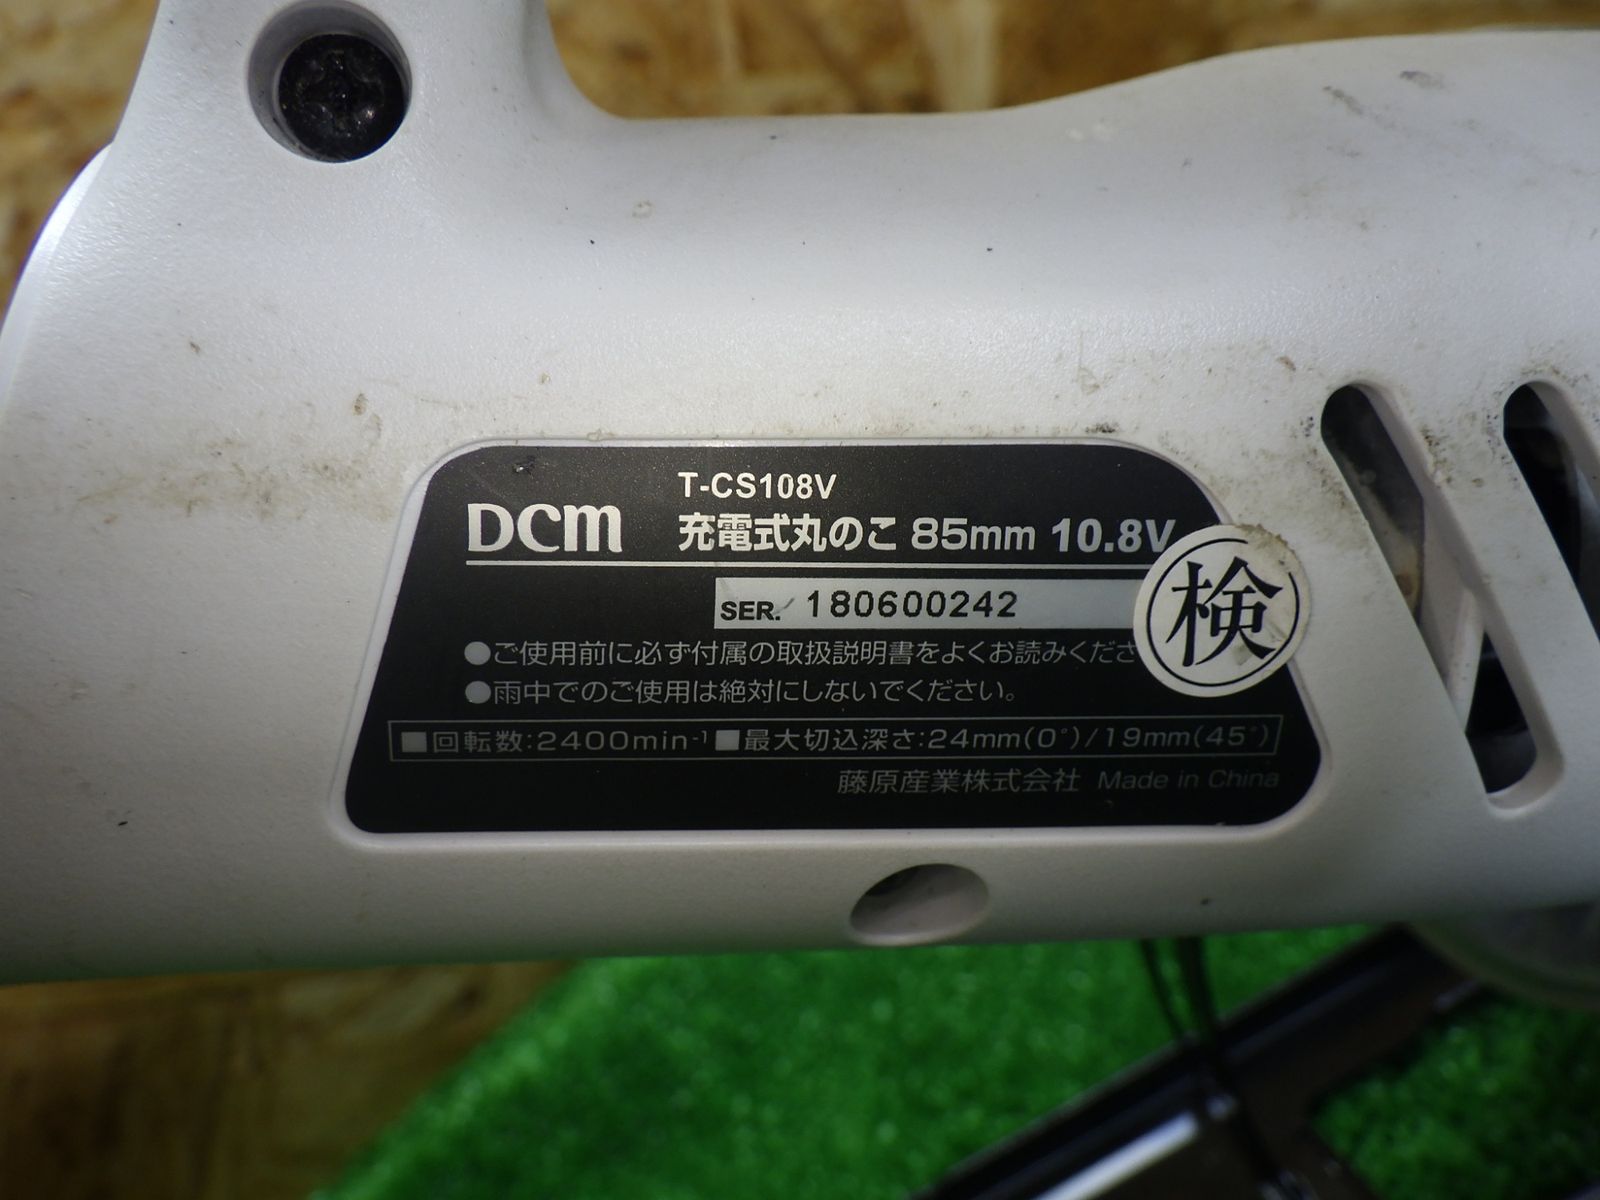 T-CS108V
DCM 充電式丸のこ 85mm 10.8V
SER. 180600242
検
●ご使用前に必ず付属の取扱説明書をよくお読みくださ
●雨中でのご使用は絶対にしないでください。
■回転数:2400min⁻¹ ■最大切込深さ:24mm(0°)/19mm(45°)
藤原産業株式会社 Made in China